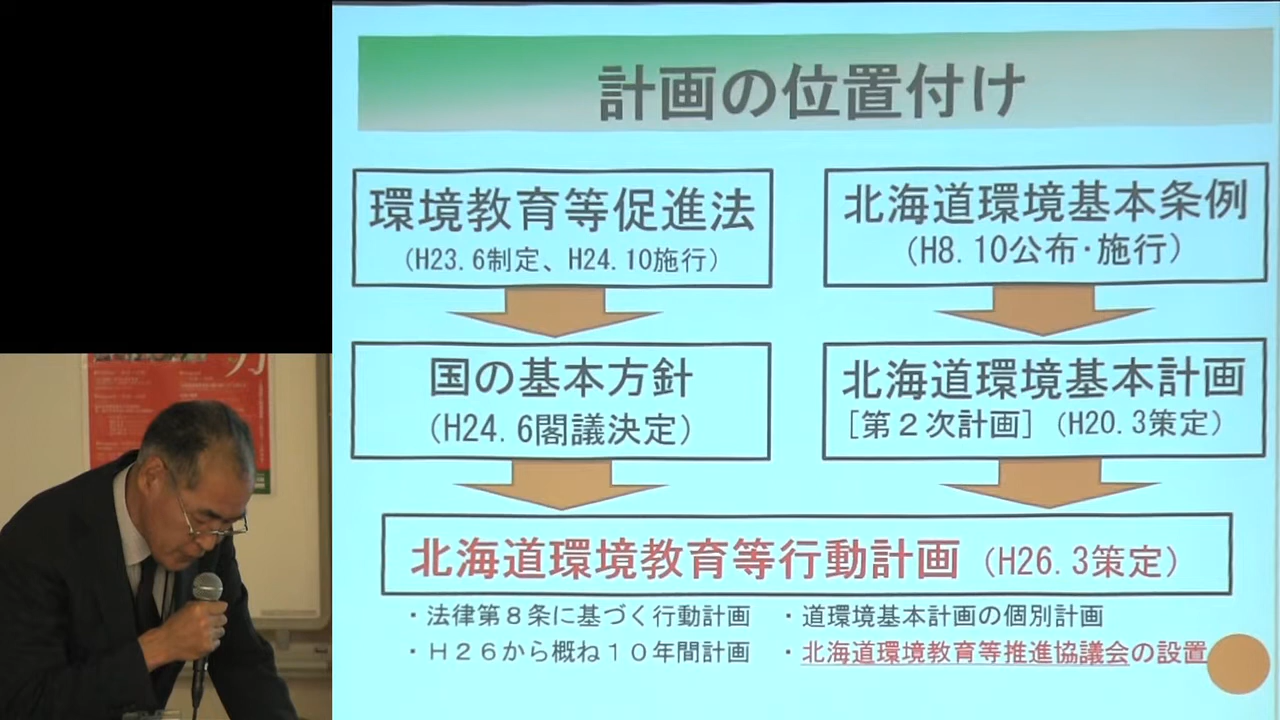 計画の位置付け
環境教育等促進法
(H23.6制定、H24.10施行)
北海道環境基本条例
(H8.10公布･施行)
国の基本方針
(H24.6閣議決定)
北海道環境基本計画
[第２次計画] (H20.3策定)
北海道環境教育等行動計画 (H26.3策定)
・法律第８条に基づく行動計画
・道環境基本計画の個別計画
・Ｈ２６から概ね１０年間計画
・北海道環境教育等推進協議会の設置